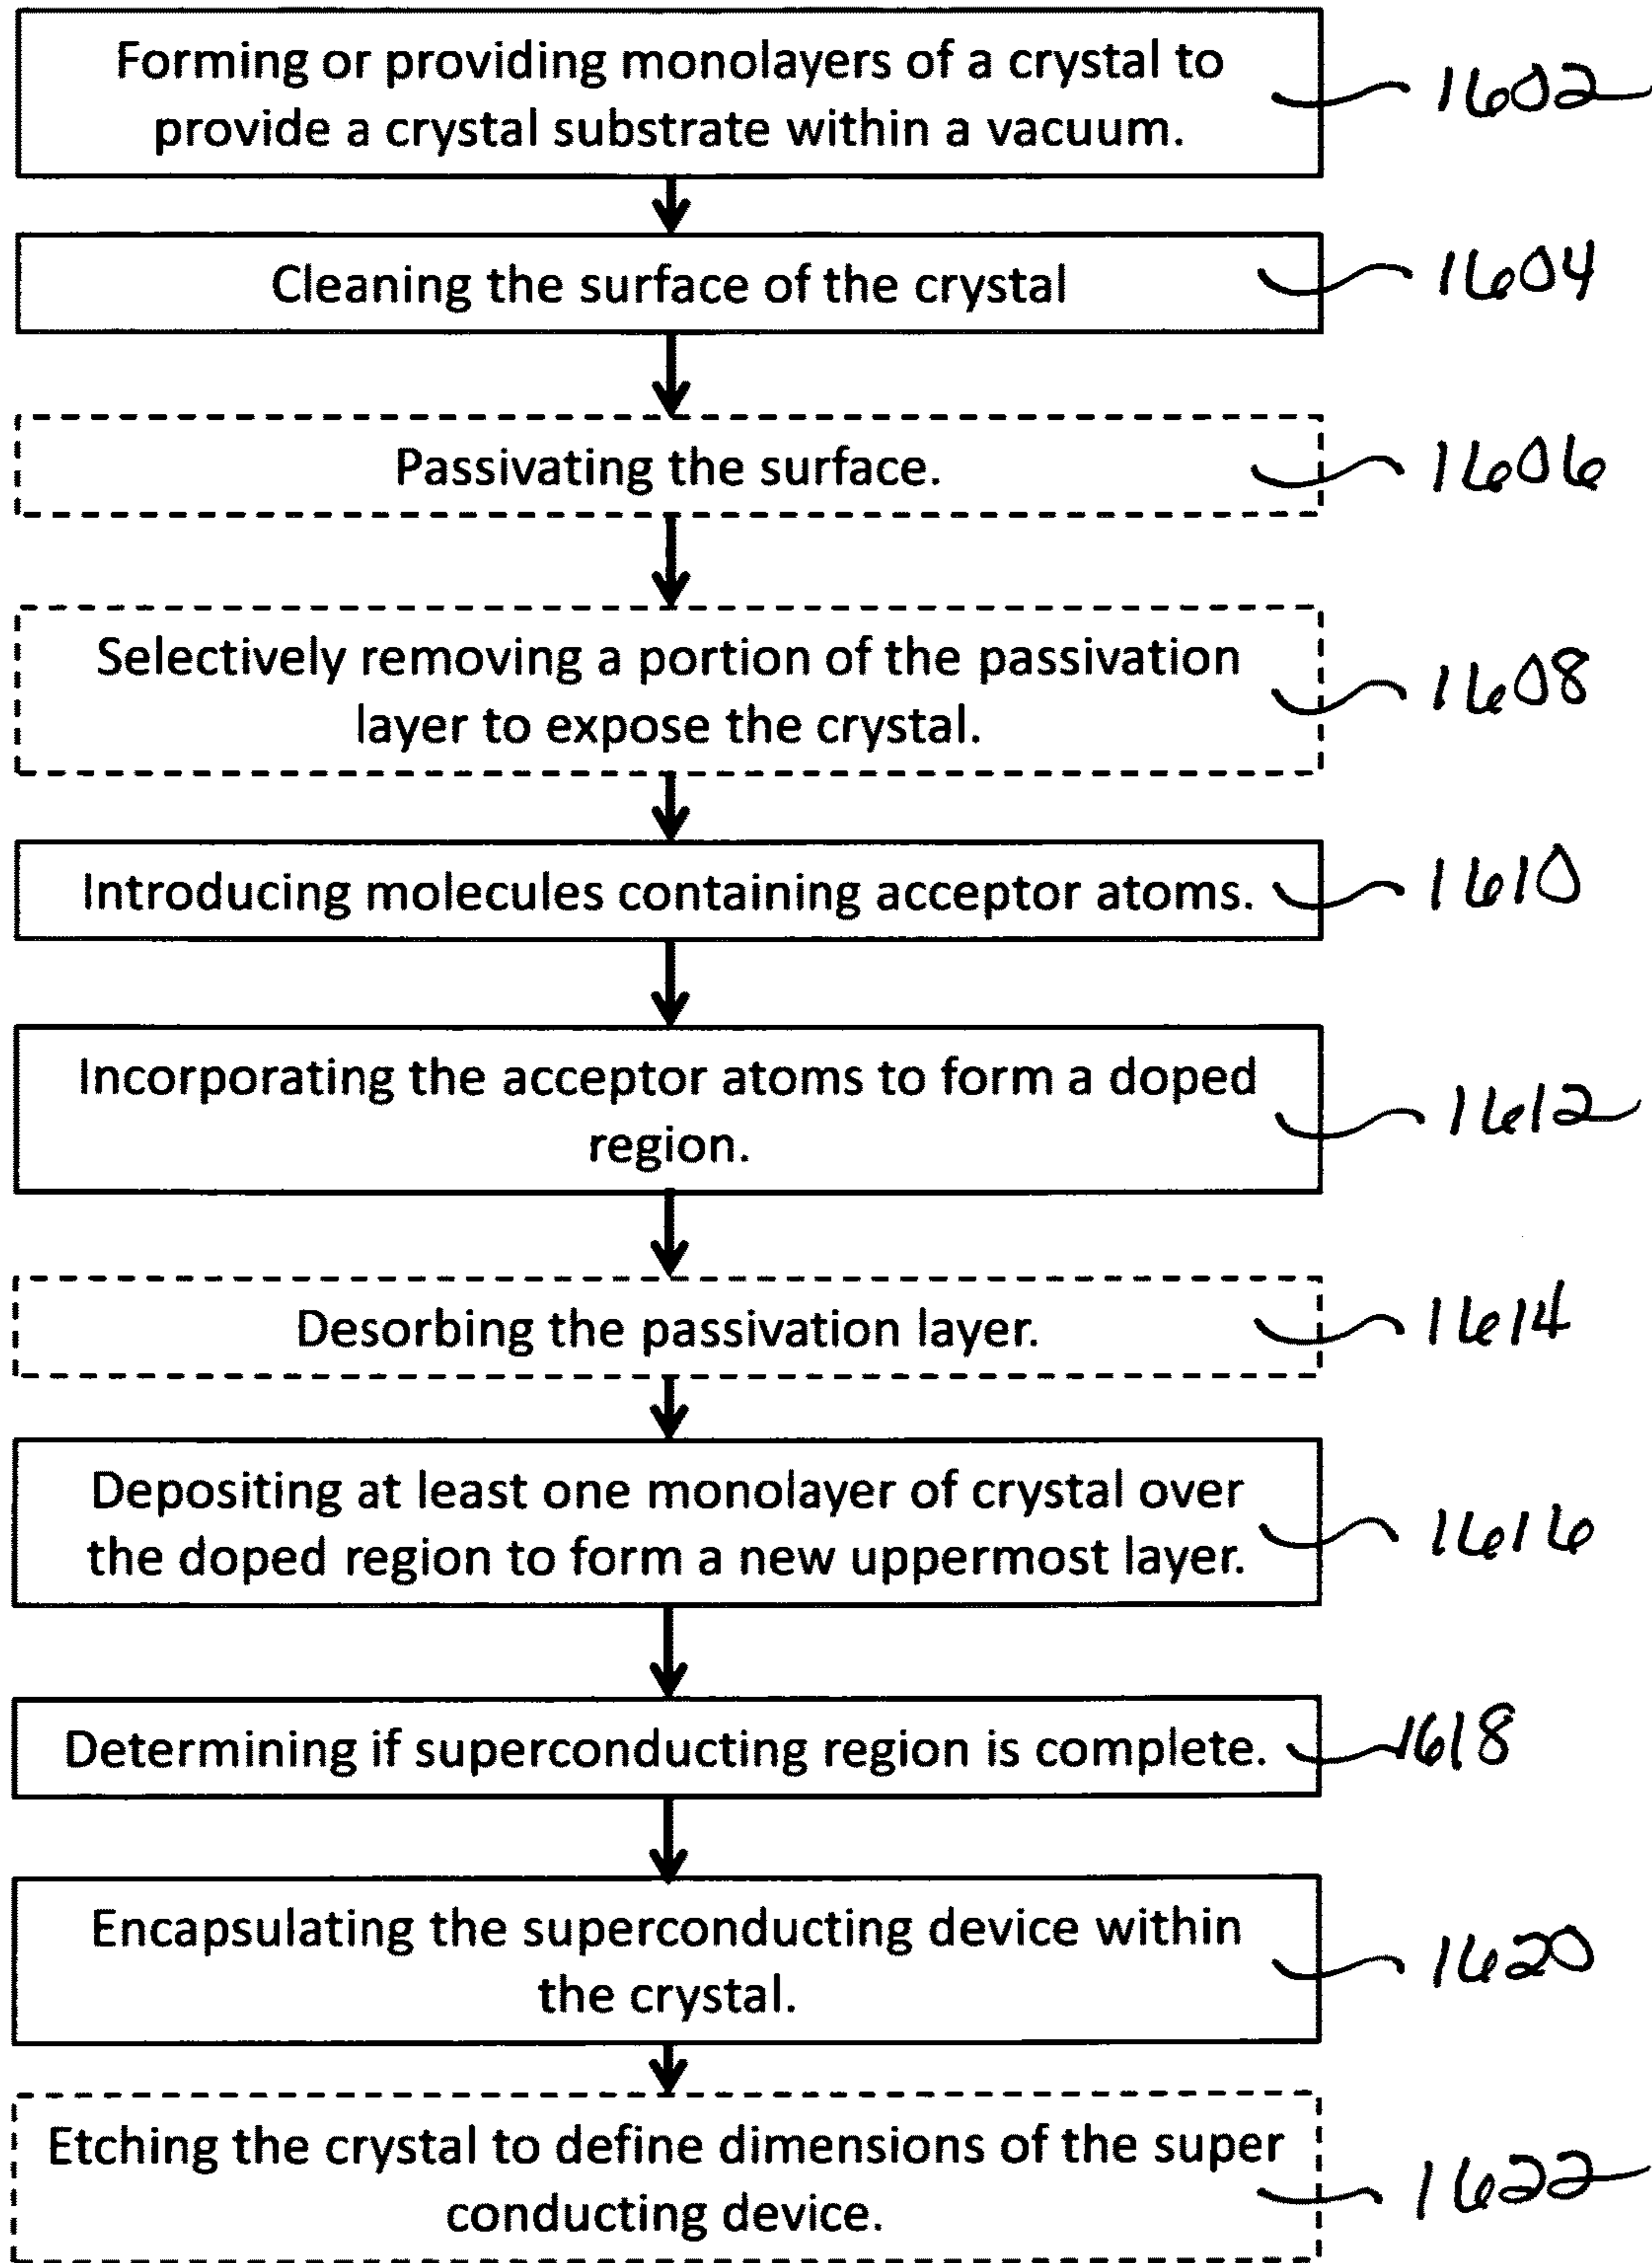 Forming or providing monolayers of a crystal to
provide a crystal substrate within a vacuum.
1602
Cleaning the surface of the crystal
1604
Passivating the surface.
1606
Selectively removing a portion of the passivation
layer to expose the crystal.
1608
Introducing molecules containing acceptor atoms.
1610
Incorporating the acceptor atoms to form a doped
region.
1612
Desorbing the passivation layer.
1614
Depositing at least one monolayer of crystal over
the doped region to form a new uppermost layer.
1616
Determining if superconducting region is complete.
1618
Encapsulating the superconducting device within
the crystal.
1620
Etching the crystal to define dimensions of the super
conducting device.
1622